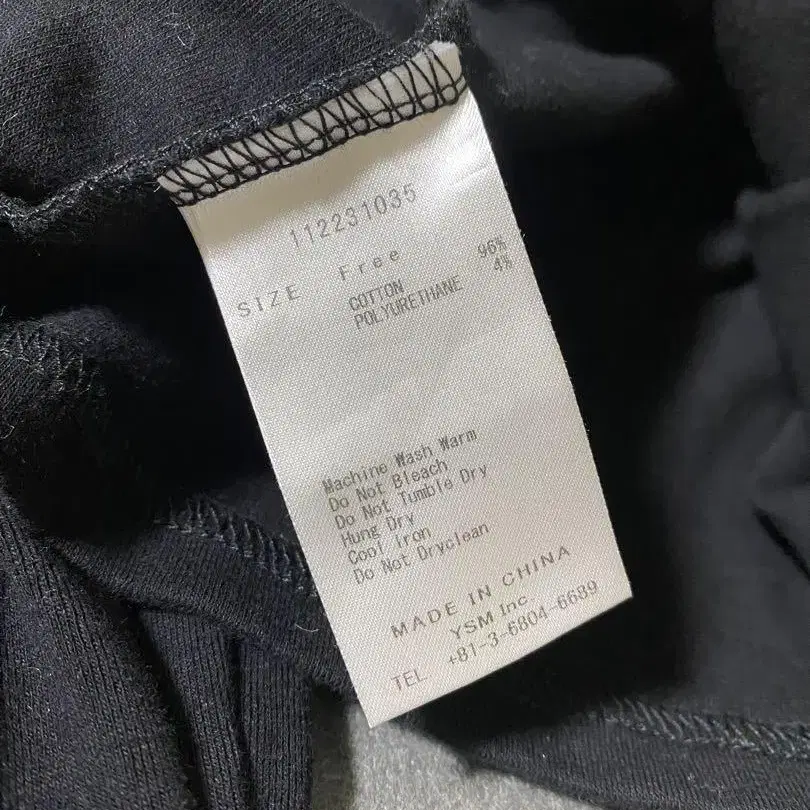 112231035
SIZE Free
COTTON 96%
POLYURETHANE 4%
Machine Wash Warm
Do Not Bleach
Do Not Tumble Dry
Hung Dry
Cool Iron
Do Not Dryclean
MADE IN CHINA
YSM Inc
TEL +81-3-6804-6689